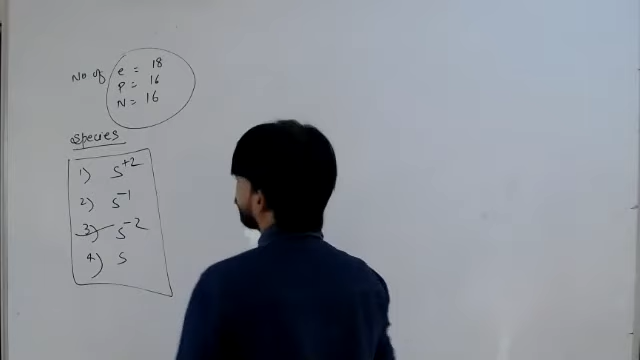 No of e = 18
P = 16
N = 16
Species
1) S+2
2) S-1
3) S-2
4) S